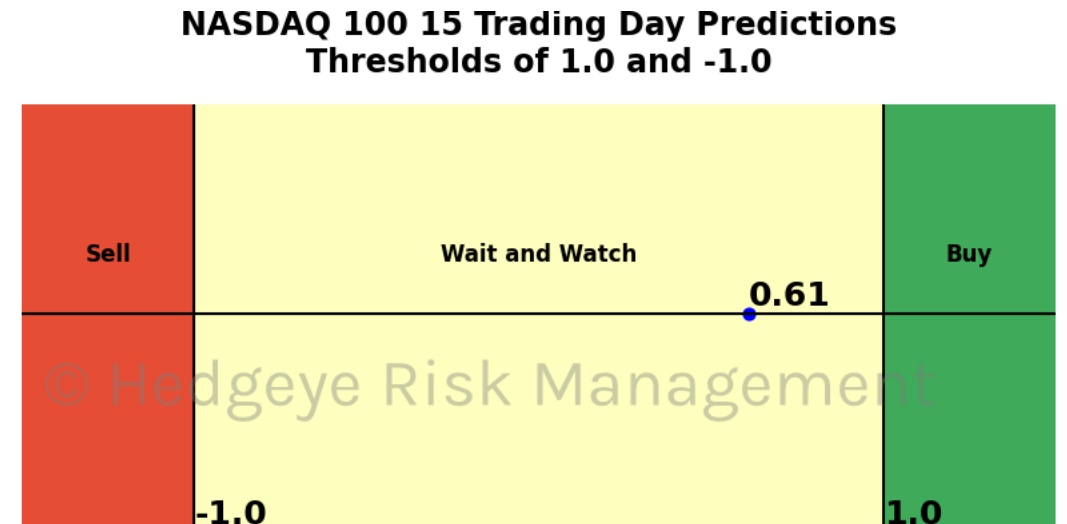 NASDAQ 100 15 Trading Day Predictions
Thresholds of 1.0 and -1.0
Sell
Wait and Watch
Buy
0.61
© Hedgeye Risk Management
-1.0
1.0